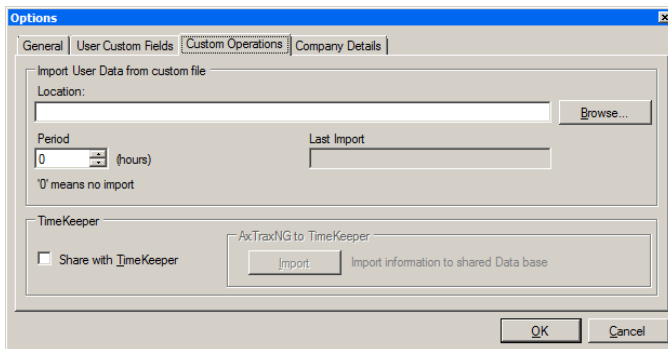 Options
General User Custom Fields Custom Operations Company Details
Import User Data from custom file
Location:
Browse...
Period Last Import
0 (hours)
'0' means no import
TimeKeeper
AxTraxNG to TimeKeeper
Share with TimeKeeper Import Import information to shared Data base
OK Cancel